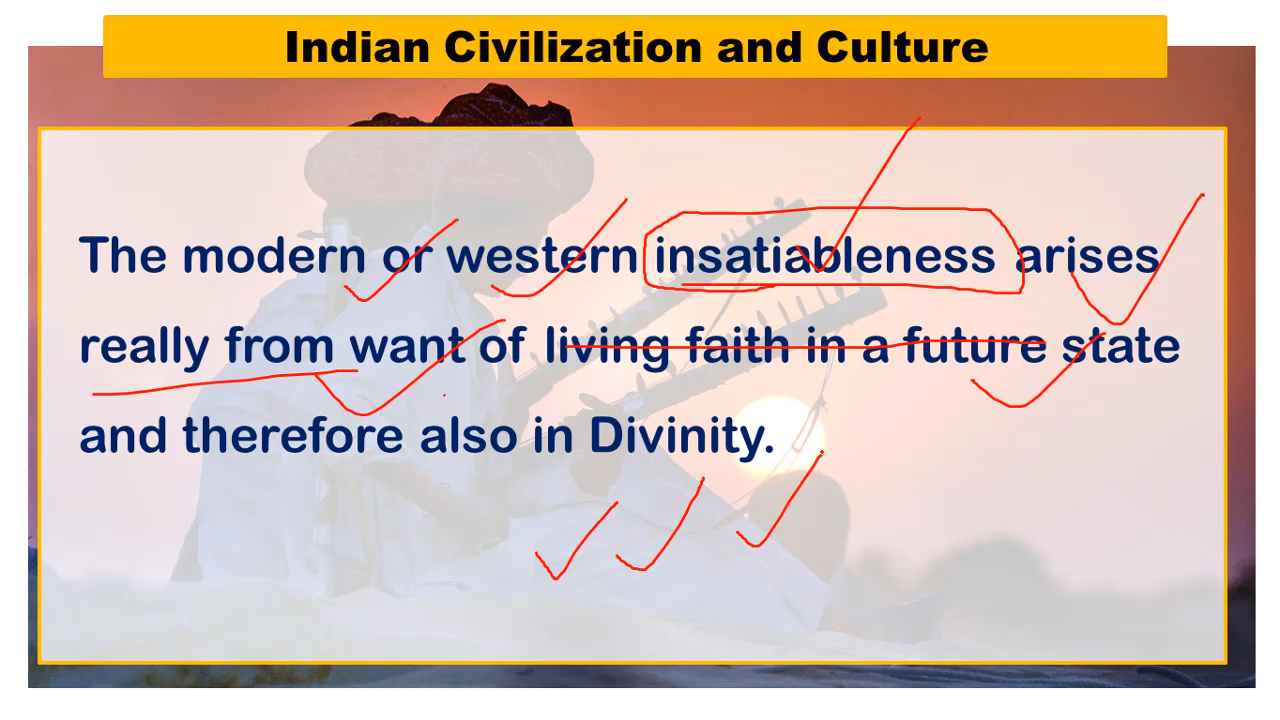 Indian Civilization and Culture
The modern or western insatiableness arises
really from want of living faith in a future state
and therefore also in Divinity.